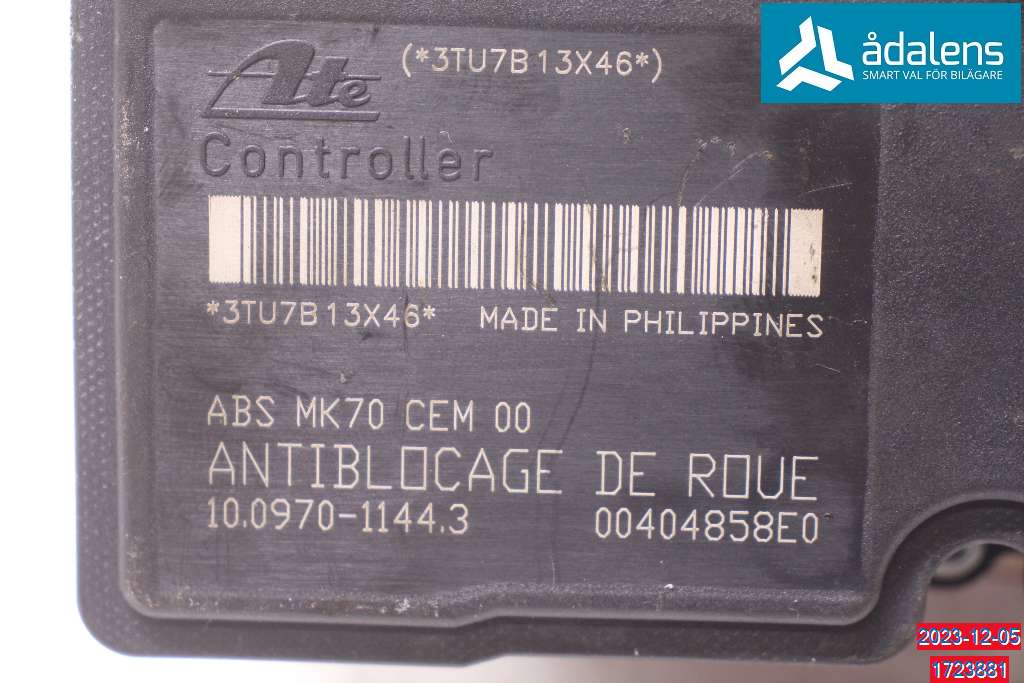 Ate
(*3TU7B13X46*)
ådalens
SMART VAL FÖR BILÄGARE
Controller
*3TU7B13X46* MADE IN PHILIPPINES
ABS MK70 CEM 00
ANTIBLOCAGE DE ROUE
10.0970-1144.3 00404858E0
2023-12-05
1723881